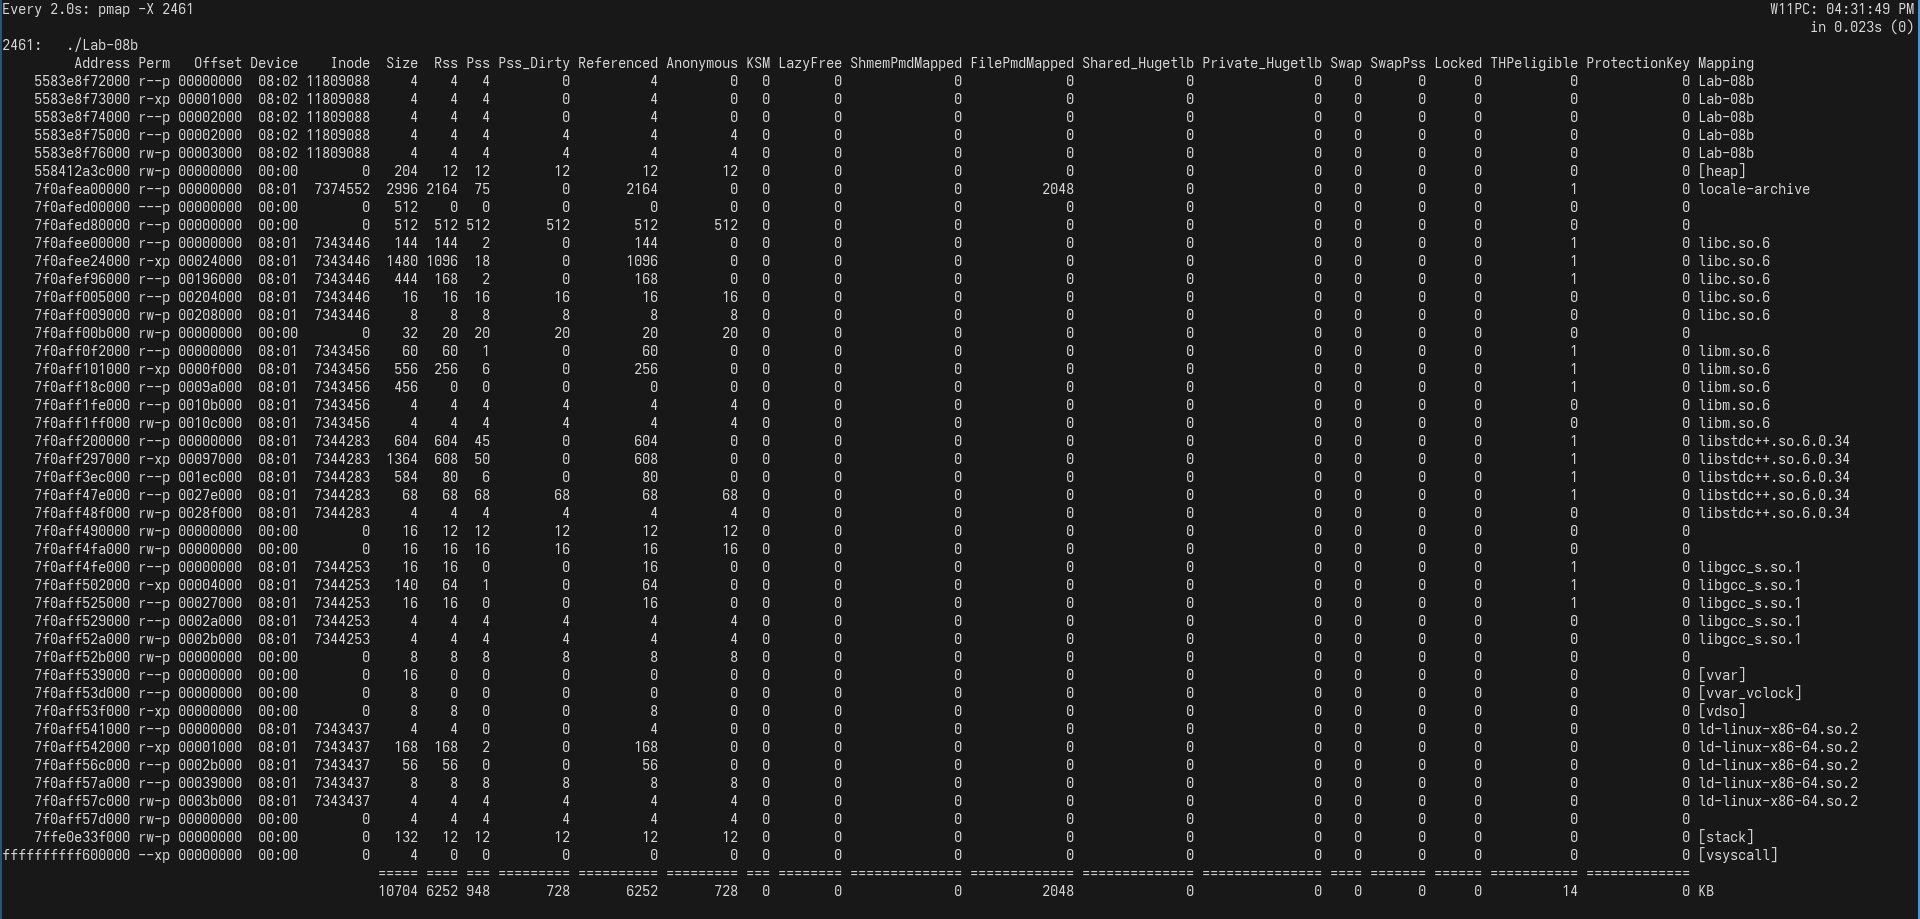 Every 2.0s: pmap -X 2461 W11PC: 04:31:49 PM
in 0.023s (0)
2461: ./Lab-08b
Address Perm Offset Device Inode Size Rss Pss Pss_Dirty Referenced Anonymous KSM LazyFree ShmemPmdMapped FilePmdMapped Shared_Hugetlb Private_Hugetlb Swap SwapPss Locked THPeligible ProtectionKey Mapping
5583e8f72000 r--p 00000000 08:02 11809088 4 4 4 0 4 0 0 0 0 0 0 0 0 0 0 0 0 Lab-08b
5583e8f73000 r-xp 00001000 08:02 11809088 4 4 4 0 4 0 0 0 0 0 0 0 0 0 0 0 0 Lab-08b
5583e8f74000 r--p 00002000 08:02 11809088 4 4 4 0 4 0 0 0 0 0 0 0 0 0 0 0 0 Lab-08b
5583e8f75000 r--p 00002000 08:02 11809088 4 4 4 4 4 4 0 0 0 0 0 0 0 0 0 0 0 Lab-08b
5583e8f76000 rw-p 00003000 08:02 11809088 4 4 4 4 4 4 0 0 0 0 0 0 0 0 0 0 0 Lab-08b
558412a3c000 rw-p 00000000 00:00 0 204 12 12 12 12 12 0 0 0 0 0 0 0 0 0 0 0 [heap]
7f0afea00000 r--p 00000000 08:01 7374552 2996 2164 75 0 2164 0 0 0 0 2048 0 0 0 0 0 1 0 locale-archive
7f0afed00000 ---p 00000000 00:00 0 512 0 0 0 0 0 0 0 0 0 0 0 0 0 0 0 0
7f0afed80000 r--p 00000000 00:00 0 512 512 512 512 512 512 0 0 0 0 0 0 0 0 0 0 0
7f0afee00000 r--p 00000000 08:01 7343446 144 144 2 0 144 0 0 0 0 0 0 0 0 0 0 1 0 libc.so.6
7f0afee24000 r-xp 00024000 08:01 7343446 1480 1096 18 0 1096 0 0 0 0 0 0 0 0 0 0 1 0 libc.so.6
7f0afef96000 r--p 00196000 08:01 7343446 444 168 2 0 168 0 0 0 0 0 0 0 0 0 0 1 0 libc.so.6
7f0aff005000 r--p 00204000 08:01 7343446 16 16 16 16 16 16 0 0 0 0 0 0 0 0 0 0 0 libc.so.6
7f0aff009000 rw-p 00208000 08:01 7343446 8 8 8 8 8 8 0 0 0 0 0 0 0 0 0 0 0 libc.so.6
7f0aff00b000 rw-p 00000000 00:00 0 32 20 20 20 20 20 0 0 0 0 0 0 0 0 0 0 0
7f0aff0f2000 r--p 00000000 08:01 7343456 60 60 1 0 60 0 0 0 0 0 0 0 0 0 0 1 0 libm.so.6
7f0aff101000 r-xp 0000f000 08:01 7343456 556 256 6 0 256 0 0 0 0 0 0 0 0 0 0 1 0 libm.so.6
7f0aff18c000 r--p 0009a000 08:01 7343456 456 0 0 0 0 0 0 0 0 0 0 0 0 0 0 1 0 libm.so.6
7f0aff1fe000 r--p 0010b000 08:01 7343456 4 4 4 4 4 4 0 0 0 0 0 0 0 0 0 0 0 libm.so.6
7f0aff1ff000 rw-p 0010c000 08:01 7343456 4 4 4 4 4 4 0 0 0 0 0 0 0 0 0 0 0 libm.so.6
7f0aff200000 r--p 00000000 08:01 7344283 604 604 45 0 604 0 0 0 0 0 0 0 0 0 0 1 0 libstdc++.so.6.0.34
7f0aff297000 r-xp 00097000 08:01 7344283 1364 608 50 0 608 0 0 0 0 0 0 0 0 0 0 1 0 libstdc++.so.6.0.34
7f0aff3ec000 r--p 001ec000 08:01 7344283 584 80 6 0 80 0 0 0 0 0 0 0 0 0 0 1 0 libstdc++.so.6.0.34
7f0aff47e000 r--p 0027e000 08:01 7344283 68 68 68 68 68 68 0 0 0 0 0 0 0 0 0 1 0 libstdc++.so.6.0.34
7f0aff48f000 rw-p 0028f000 08:01 7344283 4 4 4 4 4 4 0 0 0 0 0 0 0 0 0 0 0 libstdc++.so.6.0.34
7f0aff490000 rw-p 00000000 00:00 0 16 12 12 12 12 12 0 0 0 0 0 0 0 0 0 0 0
7f0aff4fa000 rw-p 00000000 00:00 0 16 16 16 16 16 16 0 0 0 0 0 0 0 0 0 0 0
7f0aff4fe000 r--p 00000000 08:01 7344253 16 16 0 0 16 0 0 0 0 0 0 0 0 0 0 1 0 libgcc_s.so.1
7f0aff502000 r-xp 00004000 08:01 7344253 140 64 1 0 64 0 0 0 0 0 0 0 0 0 0 1 0 libgcc_s.so.1
7f0aff525000 r--p 00027000 08:01 7344253 16 16 0 0 16 0 0 0 0 0 0 0 0 0 0 1 0 libgcc_s.so.1
7f0aff529000 r--p 0002a000 08:01 7344253 4 4 4 4 4 4 0 0 0 0 0 0 0 0 0 0 0 libgcc_s.so.1
7f0aff52a000 rw-p 0002b000 08:01 7344253 4 4 4 4 4 4 0 0 0 0 0 0 0 0 0 0 0 libgcc_s.so.1
7f0aff52b000 rw-p 00000000 00:00 0 8 8 8 8 8 8 0 0 0 0 0 0 0 0 0 0 0
7f0aff539000 r--p 00000000 00:00 0 16 0 0 0 0 0 0 0 0 0 0 0 0 0 0 0 0 [vvar]
7f0aff53d000 r--p 00000000 00:00 0 8 0 0 0 0 0 0 0 0 0 0 0 0 0 0 0 0 [vvar_vclock]
7f0aff53f000 r-xp 00000000 00:00 0 8 8 0 0 8 0 0 0 0 0 0 0 0 0 0 0 0 [vdso]
7f0aff541000 r--p 00000000 08:01 7343437 4 4 0 0 4 0 0 0 0 0 0 0 0 0 0 0 0 ld-linux-x86-64.so.2
7f0aff542000 r-xp 00001000 08:01 7343437 168 168 2 0 168 0 0 0 0 0 0 0 0 0 0 0 0 ld-linux-x86-64.so.2
7f0aff56c000 r--p 0002b000 08:01 7343437 56 56 0 0 56 0 0 0 0 0 0 0 0 0 0 0 0 ld-linux-x86-64.so.2
7f0aff57a000 r--p 00039000 08:01 7343437 8 8 8 8 8 8 0 0 0 0 0 0 0 0 0 0 0 ld-linux-x86-64.so.2
7f0aff57c000 rw-p 0003b000 08:01 7343437 4 4 4 4 4 4 0 0 0 0 0 0 0 0 0 0 0 ld-linux-x86-64.so.2
7f0aff57d000 rw-p 00000000 00:00 0 4 4 4 4 4 4 0 0 0 0 0 0 0 0 0 0 0
7ffe0e33f000 rw-p 00000000 00:00 0 132 12 12 12 12 12 0 0 0 0 0 0 0 0 0 0 0 [stack]
ffffffffff600000 --xp 00000000 00:00 0 4 0 0 0 0 0 0 0 0 0 0 0 0 0 0 0 0 [vsyscall]
===== ==== === ========= ========== ========= === ======== ============== ============= ============== =============== ==== ======= ====== =========== =============
10704 6252 948 728 6252 728 0 0 0 2048 0 0 0 0 0 14 0 KB